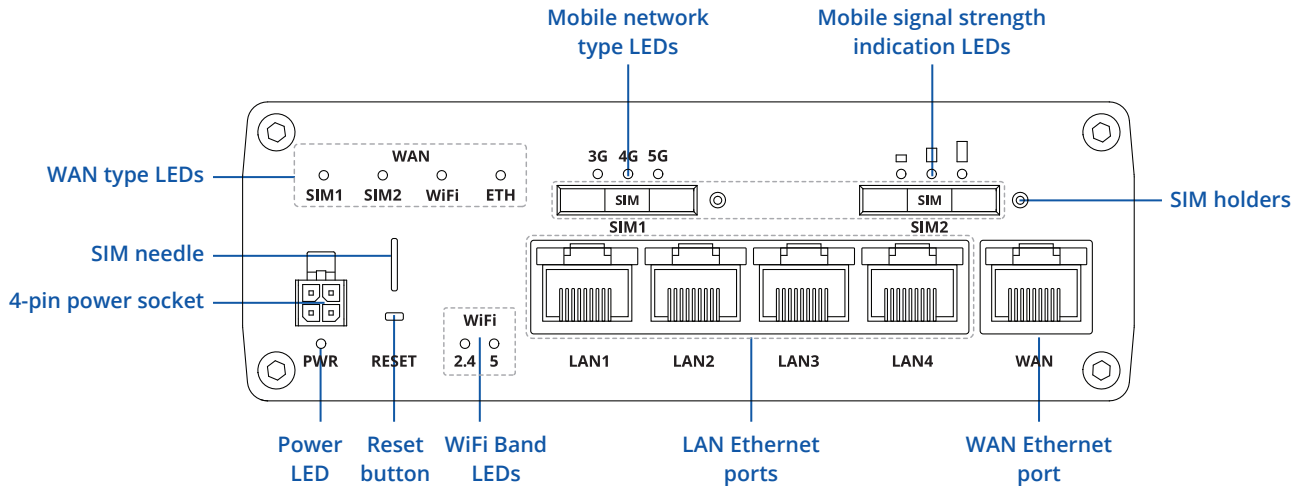 Mobile network
type LEDs
Mobile signal strength
indication LEDs
WAN type LEDs
WAN
SIM1 SIM2 WiFi ETH
3G 4G 5G
SIM
SIM1
SIM
SIM2
SIM holders
SIM needle
4-pin power socket
PWR
RESET
WiFi
2.4 5
LAN1
LAN2
LAN3
LAN4
WAN
Power
LED
Reset
button
WiFi Band
LEDs
LAN Ethernet
ports
WAN Ethernet
port